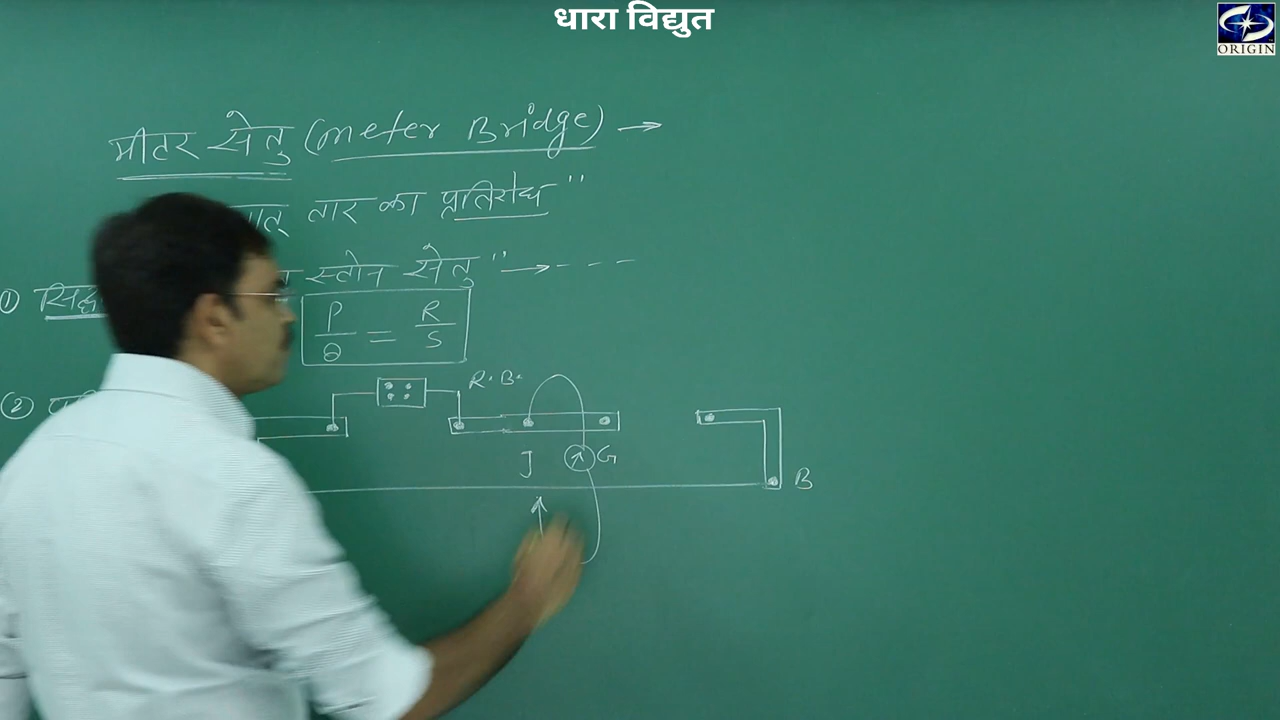 धारा विद्युत
ORIGIN
मीटर सेतु (meter Bridge) →
तार का प्रतिरोध"
स्टोन सेतु" → - - -
①
P/Q = R/S
②
R.B.
J G
B